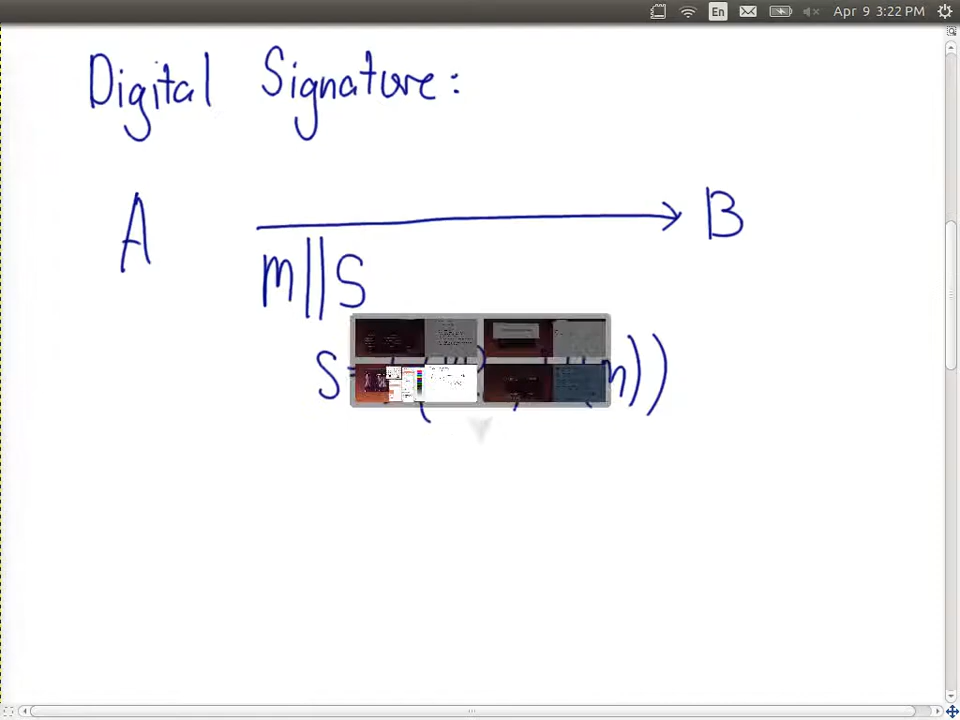 En Apr 9 3:22 PM
Digital Signature:
A B
m||S
S= m))